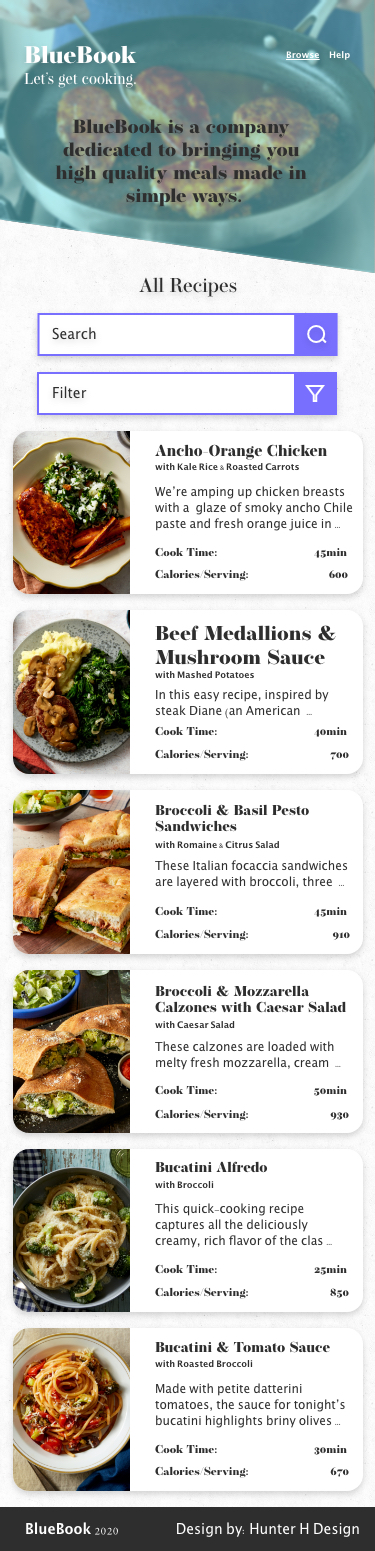 BlueBook
Browse Help
Let's get cooking.
BlueBook is a company
dedicated to bringing you
high quality meals made in
simple ways.
All Recipes
Search
Filter
Ancho-Orange Chicken
with Kale Rice & Roasted Carrots
We're amping up chicken breasts
with a glaze of smoky ancho Chile
paste and fresh orange juice in ...
Cook Time: 45min
Calories/Serving: 600
Beef Medallions &
Mushroom Sauce
with Mashed Potatoes
In this easy recipe, inspired by
steak Diane (an American ...
Cook Time: 40min
Calories/Serving: 700
Broccoli & Basil Pesto
Sandwiches
with Romaine & Citrus Salad
These Italian focaccia sandwiches
are layered with broccoli, three ...
Cook Time: 45min
Calories/Serving: 910
Broccoli & Mozzarella
Calzones with Caesar Salad
with Caesar Salad
These calzones are loaded with
melty fresh mozzarella, cream ...
Cook Time: 50min
Calories/Serving: 930
Bucatini Alfredo
with Broccoli
This quick-cooking recipe
captures all the deliciously
creamy, rich flavor of the clas ...
Cook Time: 25min
Calories/Serving: 850
Bucatini & Tomato Sauce
with Roasted Broccoli
Made with petite datterini
tomatoes, the sauce for tonight's
bucatini highlights briny olives ...
Cook Time: 30min
Calories/Serving: 670
BlueBook 2020 Design by: Hunter H Design